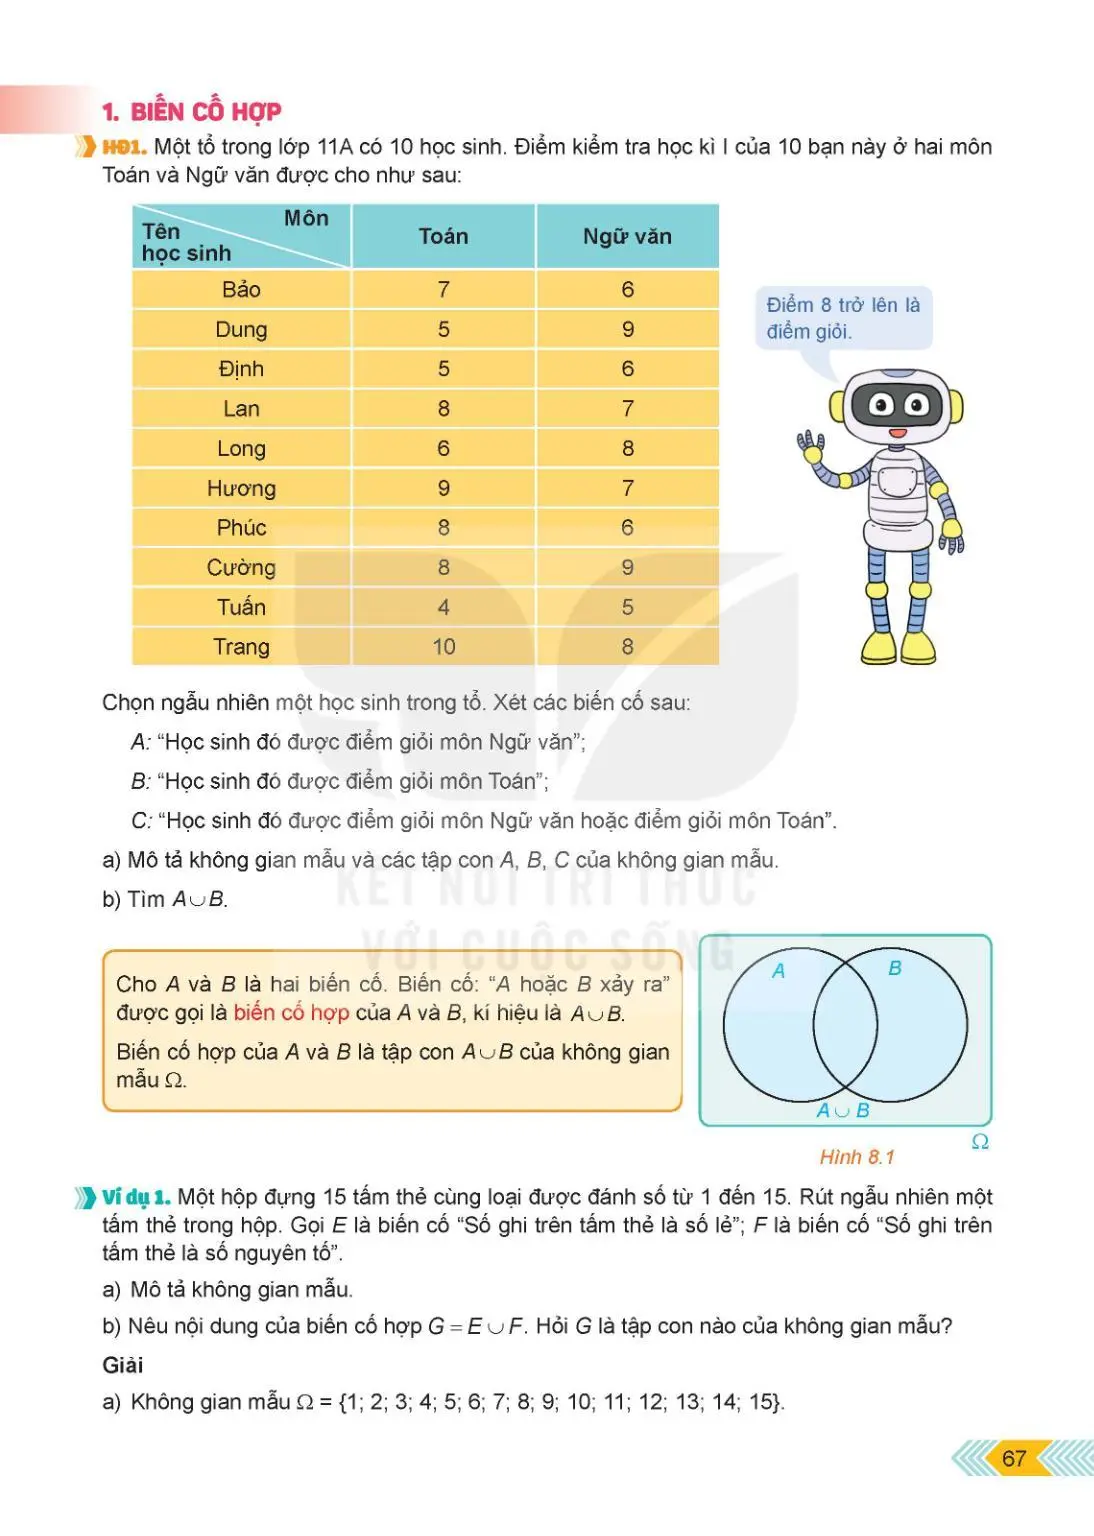 1. BIẾN CỐ HỢP
HĐ1. Một tổ trong lớp 11A có 10 học sinh. Điểm kiểm tra học kì I của 10 bạn này ở hai môn
Toán và Ngữ văn được cho như sau:
Môn
Tên
học sinh
Toán
Ngữ văn
Bảo 7 6
Dung 5 9
Định 5 6
Lan 8 7
Long 6 8
Hương 9 7
Phúc 8 6
Cường 8 9
Tuấn 4 5
Trang 10 8
Điểm 8 trở lên là
điểm giỏi.
Chọn ngẫu nhiên một học sinh trong tổ. Xét các biến cố sau:
A: “Học sinh đó được điểm giỏi môn Ngữ văn”;
B: “Học sinh đó được điểm giỏi môn Toán”;
C: “Học sinh đó được điểm giỏi môn Ngữ văn hoặc điểm giỏi môn Toán”.
a) Mô tả không gian mẫu và các tập con A, B, C của không gian mẫu.
b) Tìm A∪B.
KẾT NỐI TRI THỨC
VỚI CUỘC SỐNG
Cho A và B là hai biến cố. Biến cố: “A hoặc B xảy ra”
được gọi là biến cố hợp của A và B, kí hiệu là A∪B.
Biến cố hợp của A và B là tập con A∪B của không gian
mẫu Ω.
A
B
A∪B
Ω
Hình 8.1
Ví dụ 1. Một hộp đựng 15 tấm thẻ cùng loại được đánh số từ 1 đến 15. Rút ngẫu nhiên một
tấm thẻ trong hộp. Gọi E là biến cố “Số ghi trên tấm thẻ là số lẻ”; F là biến cố “Số ghi trên
tấm thẻ là số nguyên tố”.
a) Mô tả không gian mẫu.
b) Nêu nội dung của biến cố hợp G = E ∪ F. Hỏi G là tập con nào của không gian mẫu?
Giải
a) Không gian mẫu Ω = {1; 2; 3; 4; 5; 6; 7; 8; 9; 10; 11; 12; 13; 14; 15}.
67